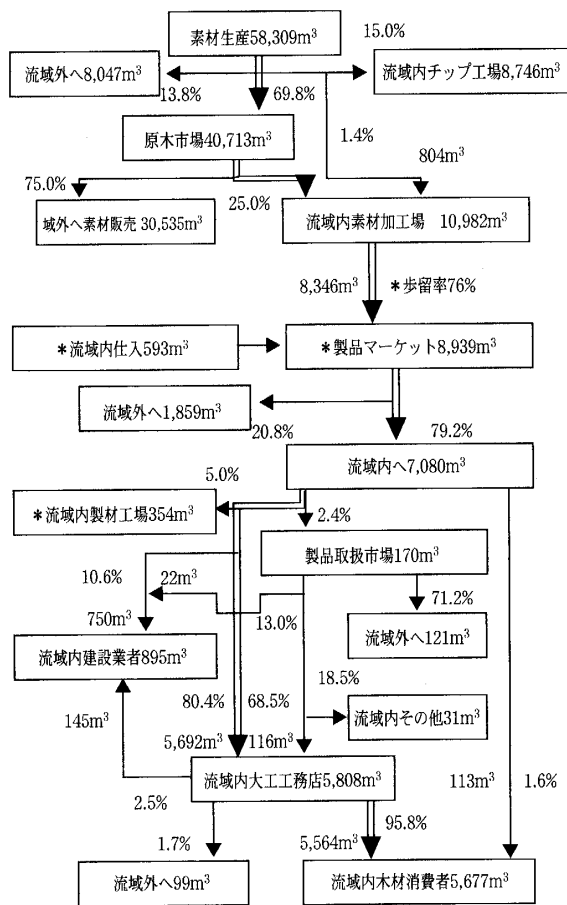 素材生産58,309m³
15.0%
流域外へ8,047m³
流域内チップ工場8,746m³
13.8%
69.8%
原木市場40,713m³
1.4%
804m³
75.0%
25.0%
域外へ素材販売 30,535m³
流域内素材加工場 10,982m³
8,346m³
*歩留率76%
*流域内仕入593m³
*製品マーケット8,939m³
流域外へ1,859m³
20.8%
79.2%
流域内へ7,080m³
5.0%
*流域内製材工場354m³
2.4%
製品取扱市場170m³
10.6%
22m³
71.2%
750m³
13.0%
流域外へ121m³
流域内建設業者895m³
18.5%
80.4%
68.5%
流域内その他31m³
145m³
5,692m³
116m³
流域内大工工務店5,808m³
113m³
1.6%
2.5%
95.8%
1.7%
5,564m³
流域外へ99m³
流域内木材消費者5,677m³